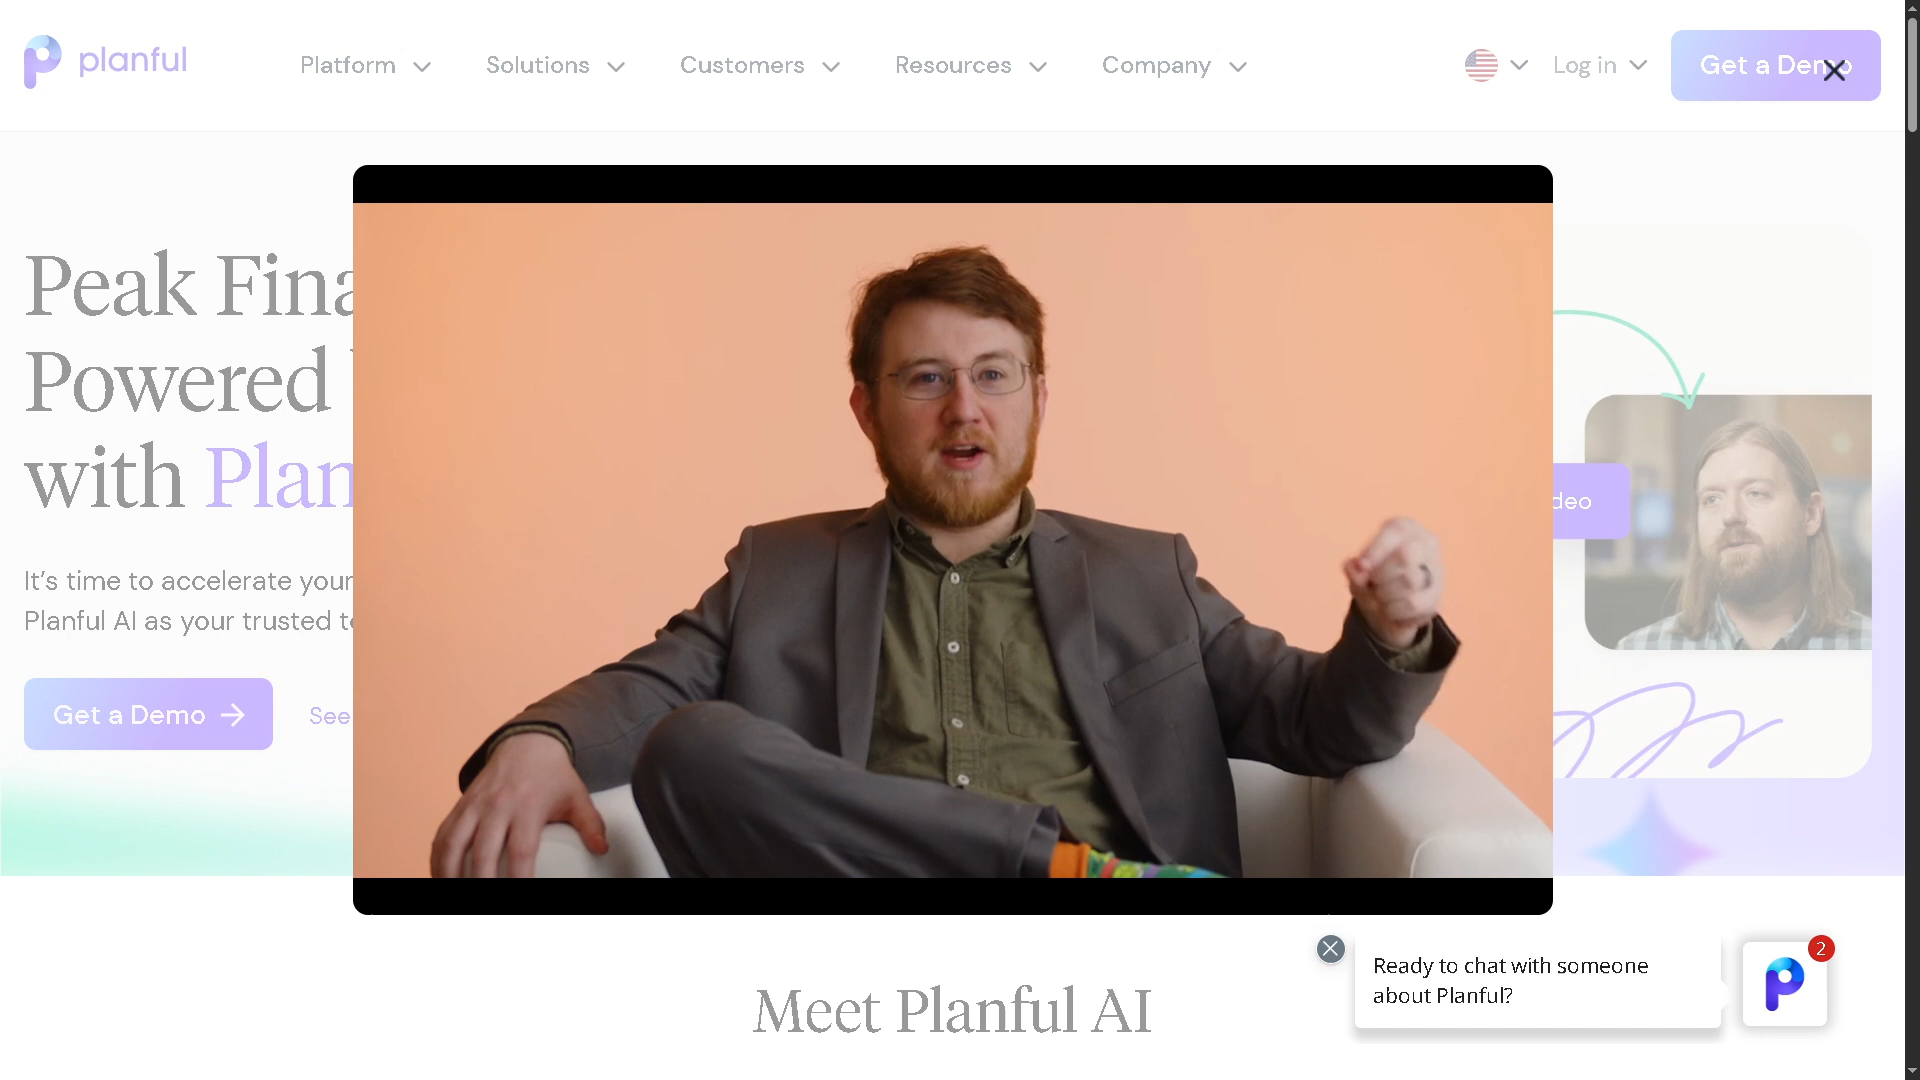 planful
Platform
Solutions
Customers
Resources
Company
Log in
Get a Demo
Peak Fina
Powered
with Plan
deo
It's time to accelerate your
Planful AI as your trusted te
Get a Demo
See
Ready to chat with someone
about Planful?
2
Meet Planful AI